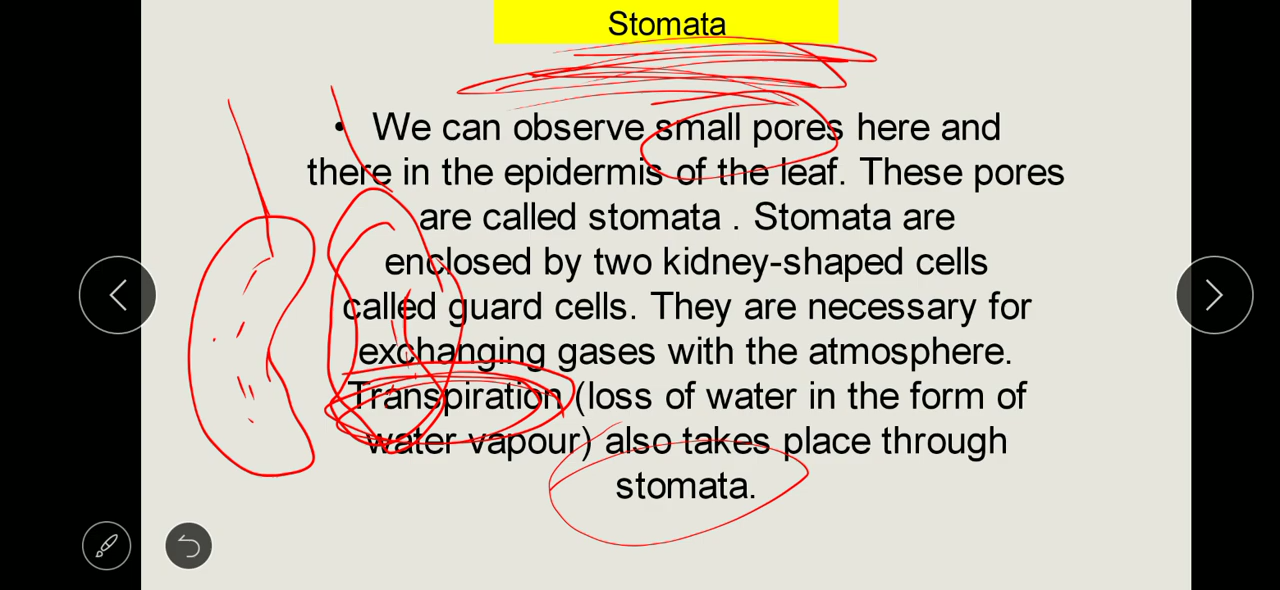 Stomata
• We can observe small pores here and
there in the epidermis of the leaf. These pores
are called stomata . Stomata are
enclosed by two kidney-shaped cells
called guard cells. They are necessary for
exchanging gases with the atmosphere.
Transpiration (loss of water in the form of
water vapour) also takes place through
stomata.